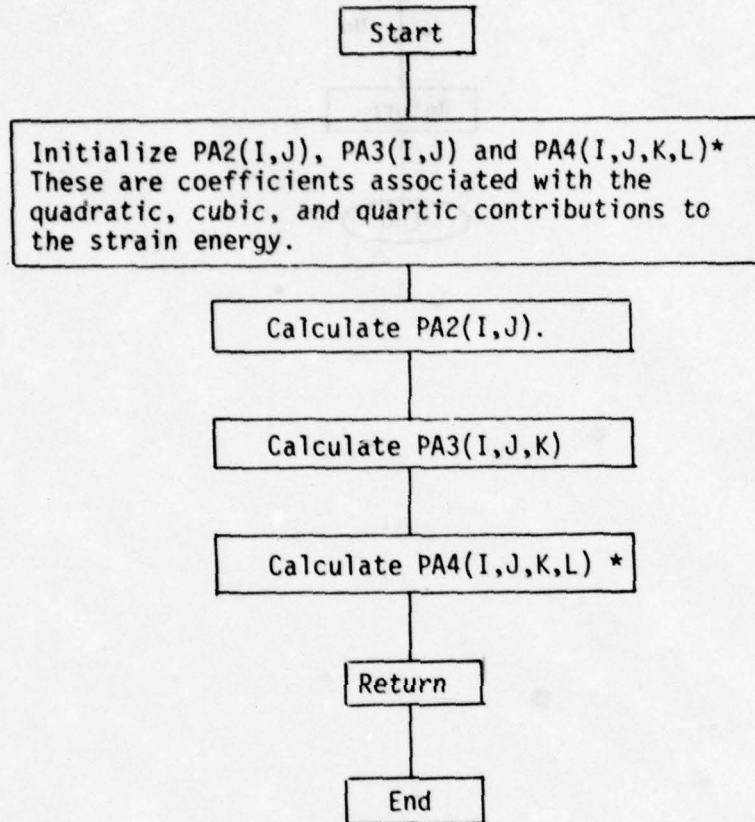 Start
Initialize PA2(I,J), PA3(I,J) and PA4(I,J,K,L)*
These are coefficients associated with the
quadratic, cubic, and quartic contributions to
the strain energy.
Calculate PA2(I,J).
Calculate PA3(I,J,K)
Calculate PA4(I,J,K,L) *
Return
End